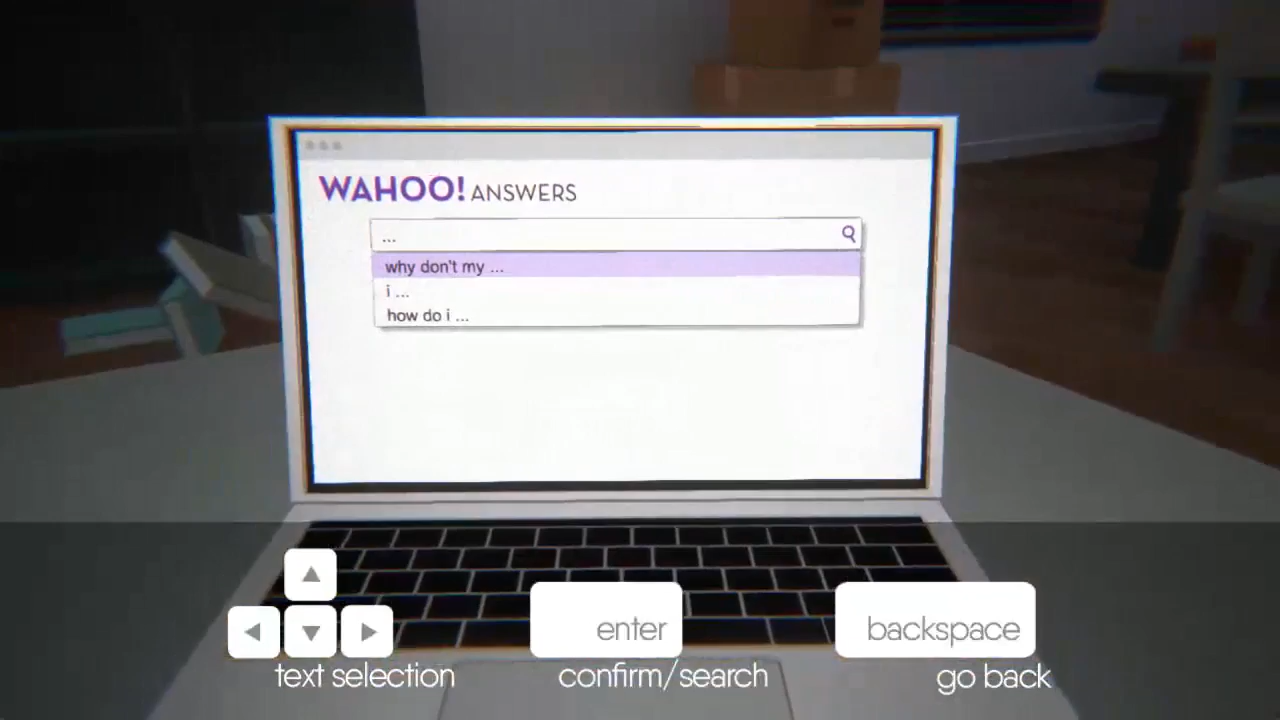 WAHOO! ANSWERS
...
why don't my ...
i ...
how do i ...
enter
backspace
text selection
confirm/search
go back